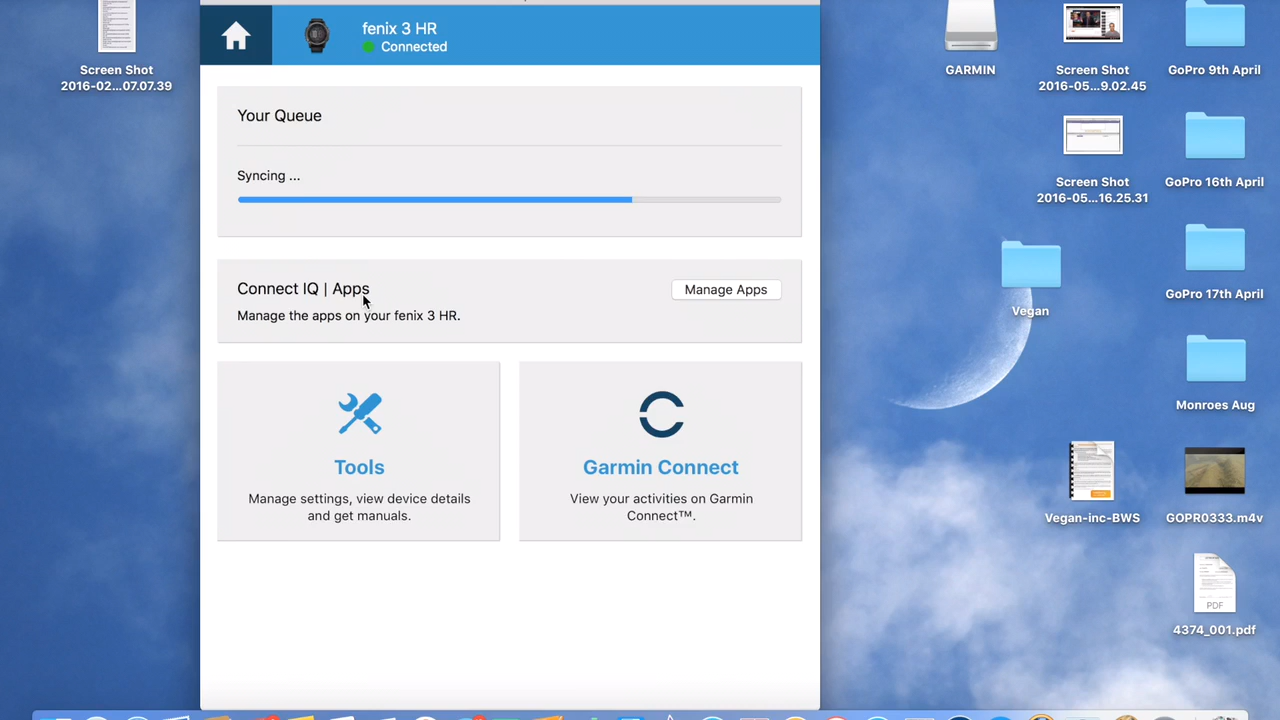 Screen Shot
2016-02...07.07.39
fenix 3 HR
Connected
Your Queue
Syncing ...
Connect IQ | Apps
Manage Apps
Manage the apps on your fenix 3 HR.
Tools
Manage settings, view device details
and get manuals.
Garmin Connect
View your activities on Garmin
Connect™.
GARMIN
Screen Shot
2016-05...9.02.45
GoPro 9th April
Screen Shot
2016-05...16.25.31
GoPro 16th April
Vegan
GoPro 17th April
Monroes Aug
Vegan-inc-BWS
GOPR0333.m4v
PDF
4374_001.pdf